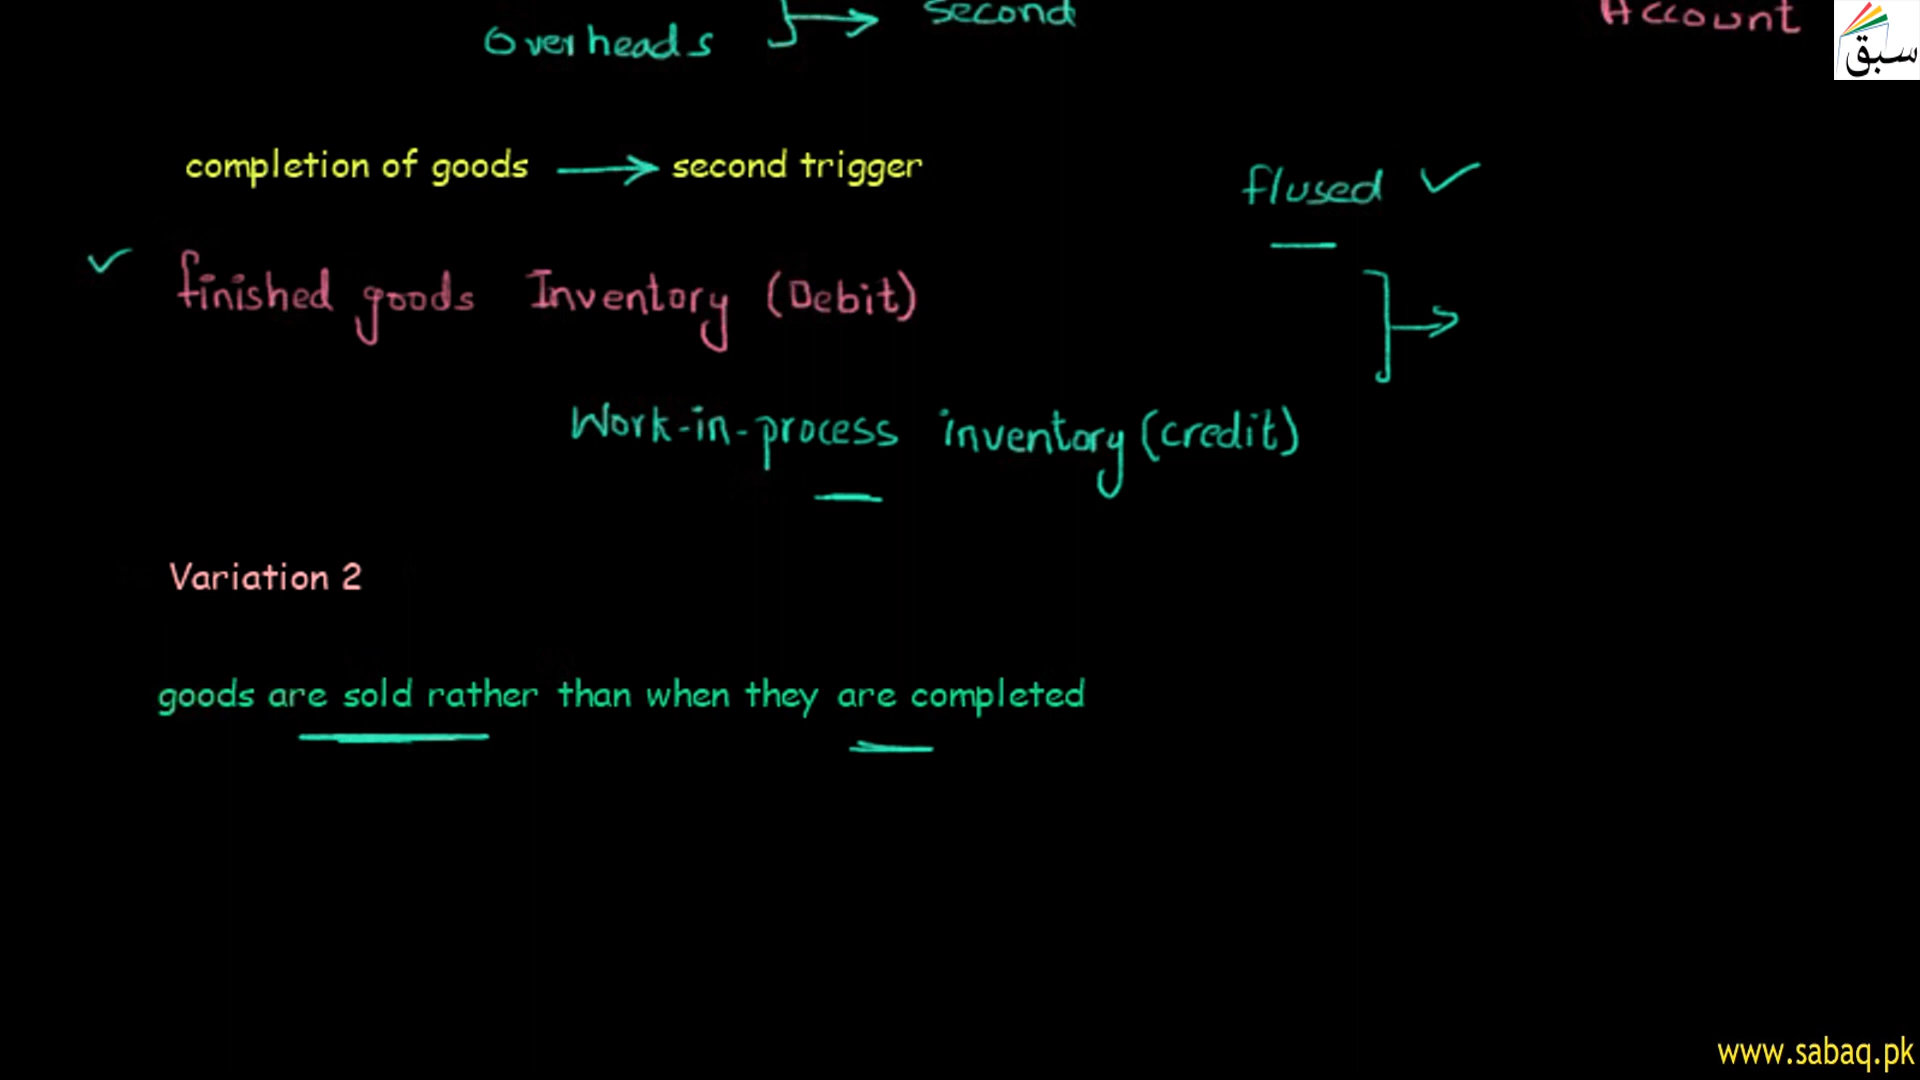 Overheads → second
Account
سبق
completion of goods → second trigger
flused ✓
✓ finished goods Inventory (Debit)
Work-in-process inventory (credit)
Variation 2
goods are sold rather than when they are completed
www.sabaq.pk